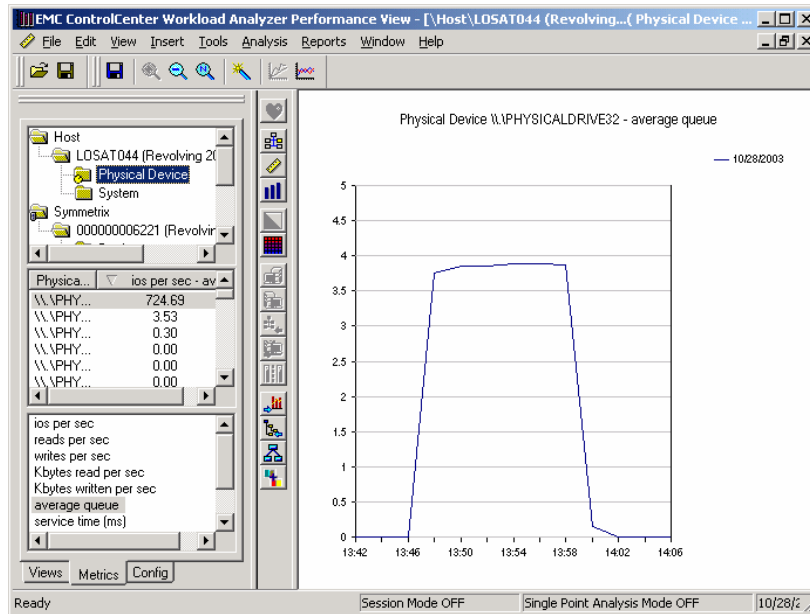 EMC ControlCenter Workload Analyzer Performance View - [\Host\LOSAT044 (Revolving...( Physical Device ...
File Edit View Insert Tools Analysis Reports Window Help
Host
LOSAT044 (Revolving 20
Physical Device
System
Symmetrix
000000006221 (Revolvin
Physica... ios per sec - av
\\.\PHY... 724.69
\\.\PHY... 3.53
\\.\PHY... 0.30
\\.\PHY... 0.00
\\.\PHY... 0.00
\\.\PHY... 0.00
ios per sec
reads per sec
writes per sec
Kbytes read per sec
Kbytes written per sec
average queue
service time (ms)
Views Metrics Config
Physical Device \\.\PHYSICALDRIVE32 - average queue
10/28/2003
5
4.5
4
3.5
3
2.5
2
1.5
1
0.5
0
13:42 13:46 13:50 13:54 13:58 14:02 14:06
Ready Session Mode OFF Single Point Analysis Mode OFF 10/28/2